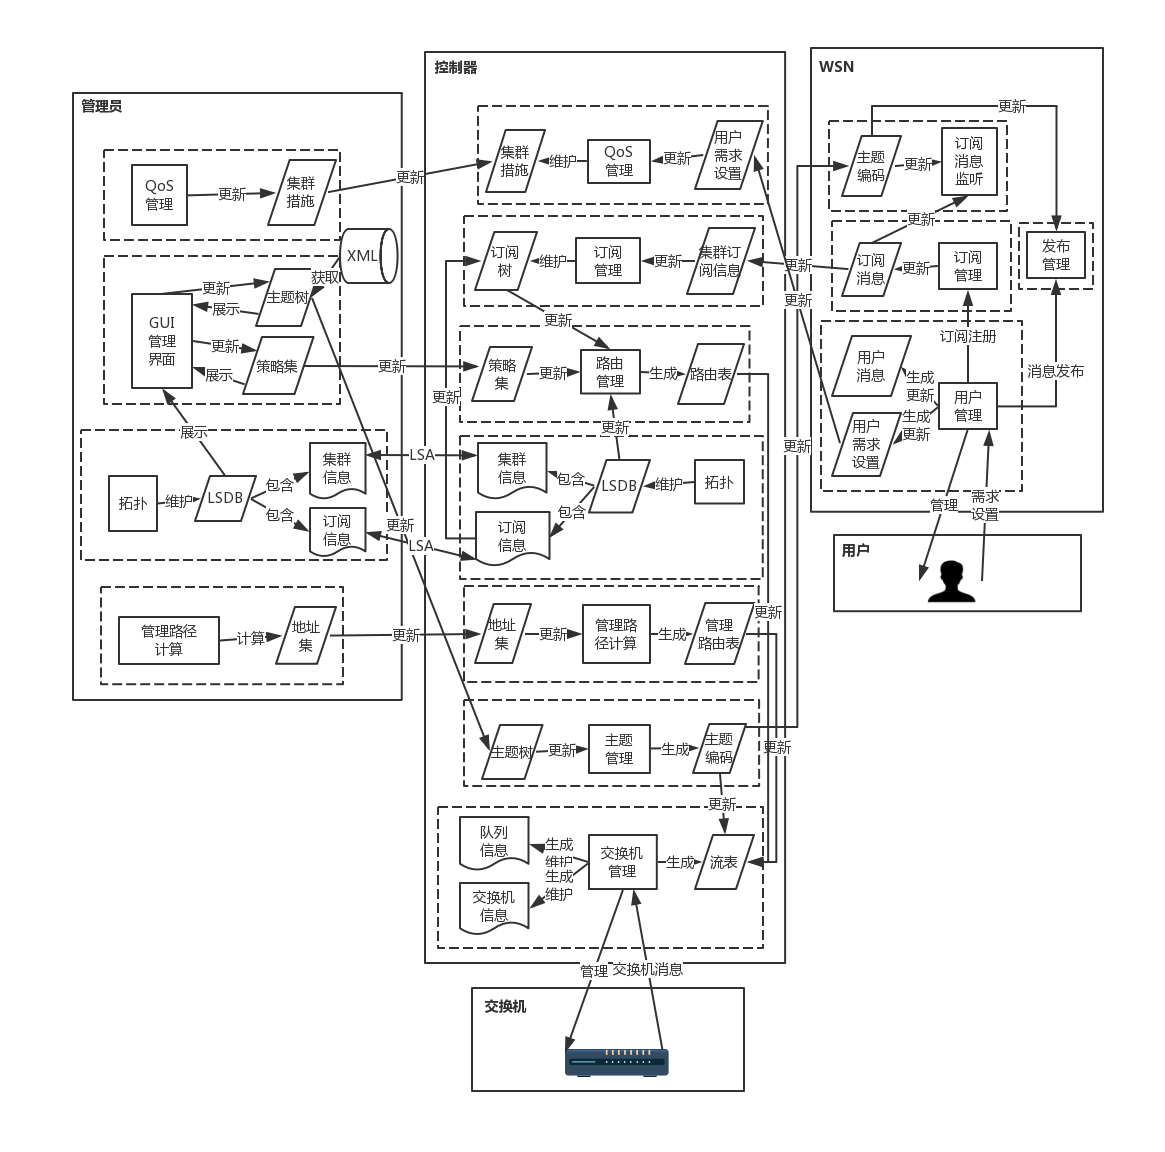 管理员
QoS
管理
更新
集群
措施
更新
XML
获取
更新
主题树
展示
GUI
管理
界面
更新
策略集
展示
更新
展示
拓扑
维护
LSDB
包含
包含
集群
信息
订阅
信息
LSA
更新
LSA
管理路径
计算
计算
地址
集
更新
控制器
集群
措施
维护
QoS
管理
更新
用户
需求
设置
订阅
树
维护
订阅
管理
更新
集群订
阅信息
更新
更新
更新
策略
集
更新
路由
管理
生成
路由表
更新
更新
集群
信息
包含
LSDB
维护
拓扑
包含
订阅
信息
地址
集
更新
管理路
径计算
生成
管理
路由表
更新
主题树
更新
主题
管理
生成
主题
编码
更新
更新
更新
队列
信息
生成
维护
生成
维护
交换机
管理
生成
流表
交换机
信息
管理
交换机消息
交换机
WSN
更新
主题
编码
更新
订阅
消息
监听
更新
订阅
消息
更新
订阅
管理
发布
管理
订阅注册
消息发布
用户
消息
生成
更新
生成
更新
用户
管理
用户
需求
设置
管理
需求
设置
用户